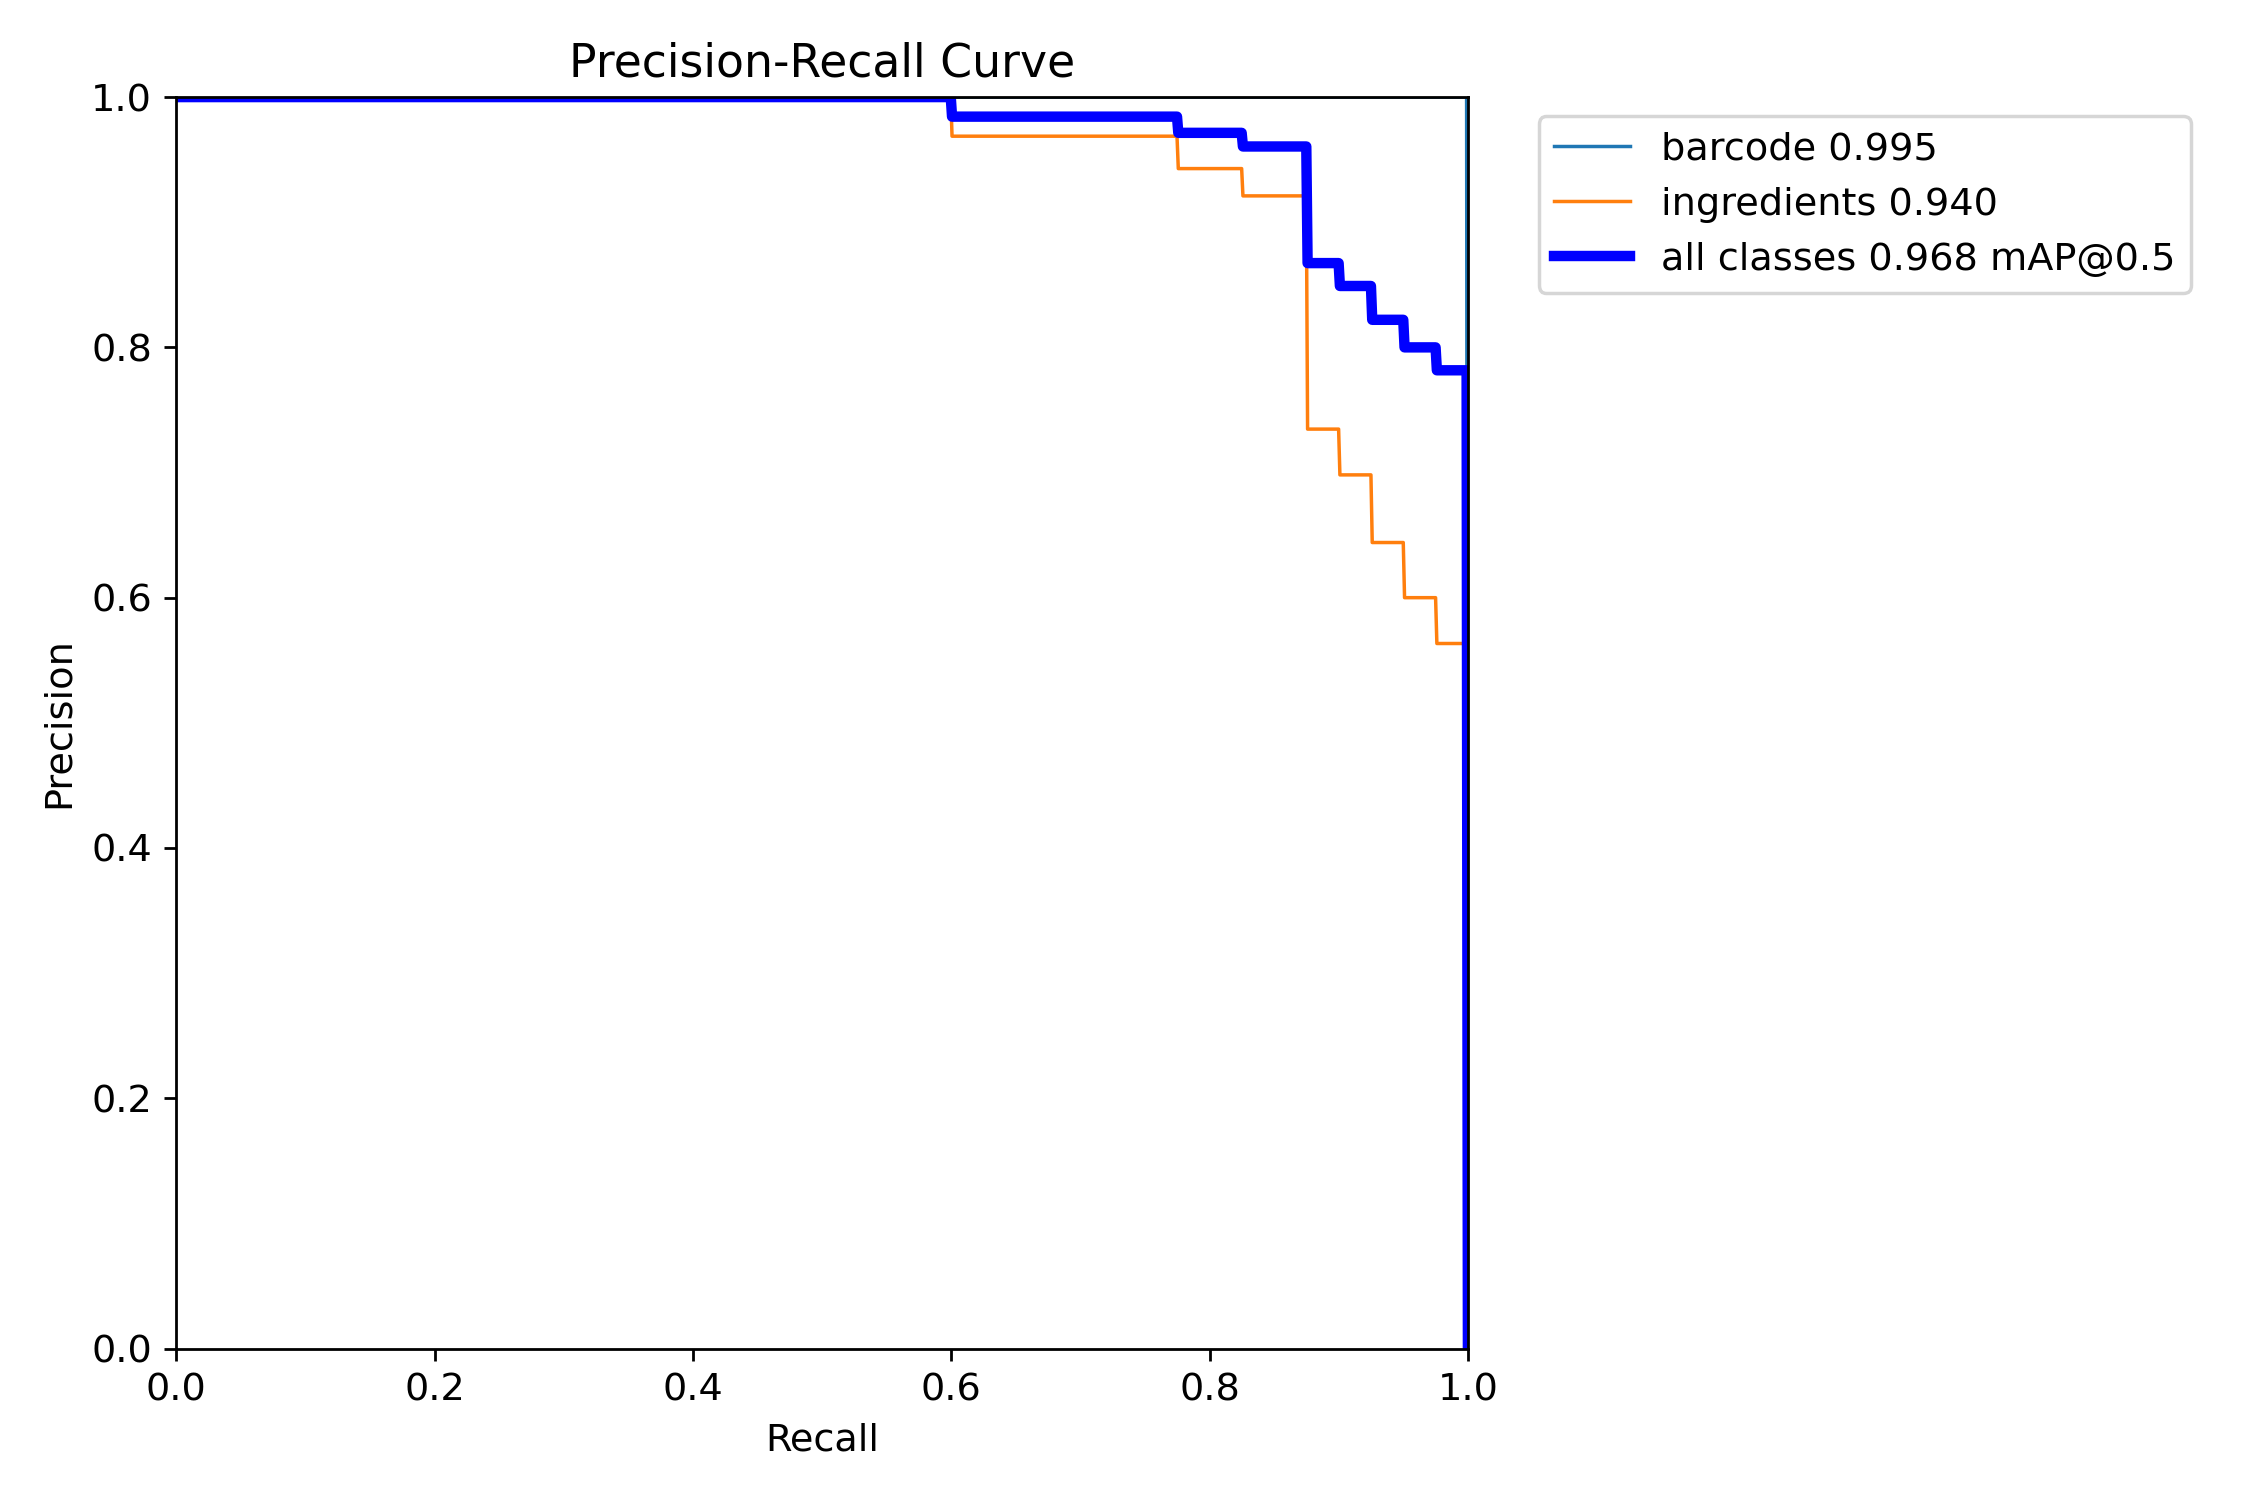 Precision-Recall Curve
1.0
0.8
0.6
0.4
0.2
0.0
Precision
0.0 0.2 0.4 0.6 0.8 1.0
Recall
barcode 0.995
ingredients 0.940
all classes 0.968 mAP@0.5